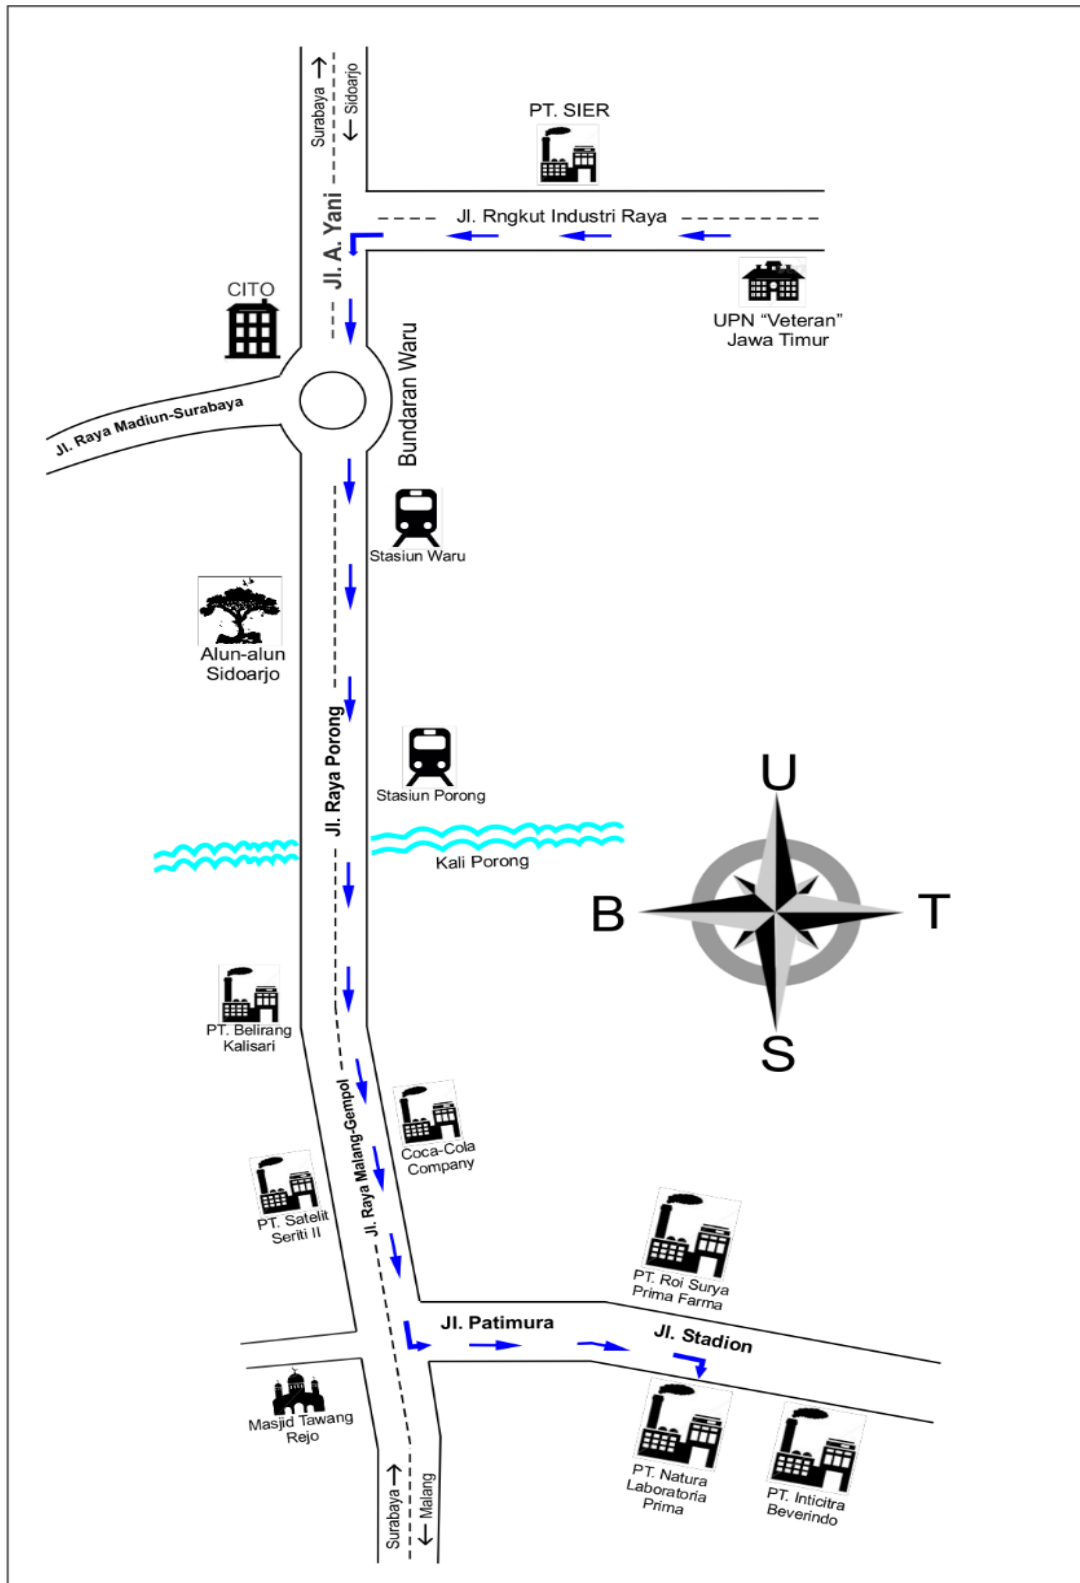 Surabaya →
← Sidoarjo
PT. SIER
Jl. Rngkut Industri Raya
Jl. A. Yani
CITO
UPN “Veteran”
Jawa Timur
Bundaran Waru
Jl. Raya Madiun-Surabaya
Stasiun Waru
Alun-alun
Sidoarjo
Jl. Raya Porong
Stasiun Porong
Kali Porong
U
B
T
S
PT. Belirang
Kalisari
Jl. Raya Malang-Gempol
Coca-Cola
Company
PT. Satelit
Seriti II
PT. Roi Surya
Prima Farma
Jl. Patimura
Jl. Stadion
Masjid Tawang
Rejo
PT. Natura
Laboratoria
Prima
PT. Inticitra
Beverindo
Surabaya →
← Malang